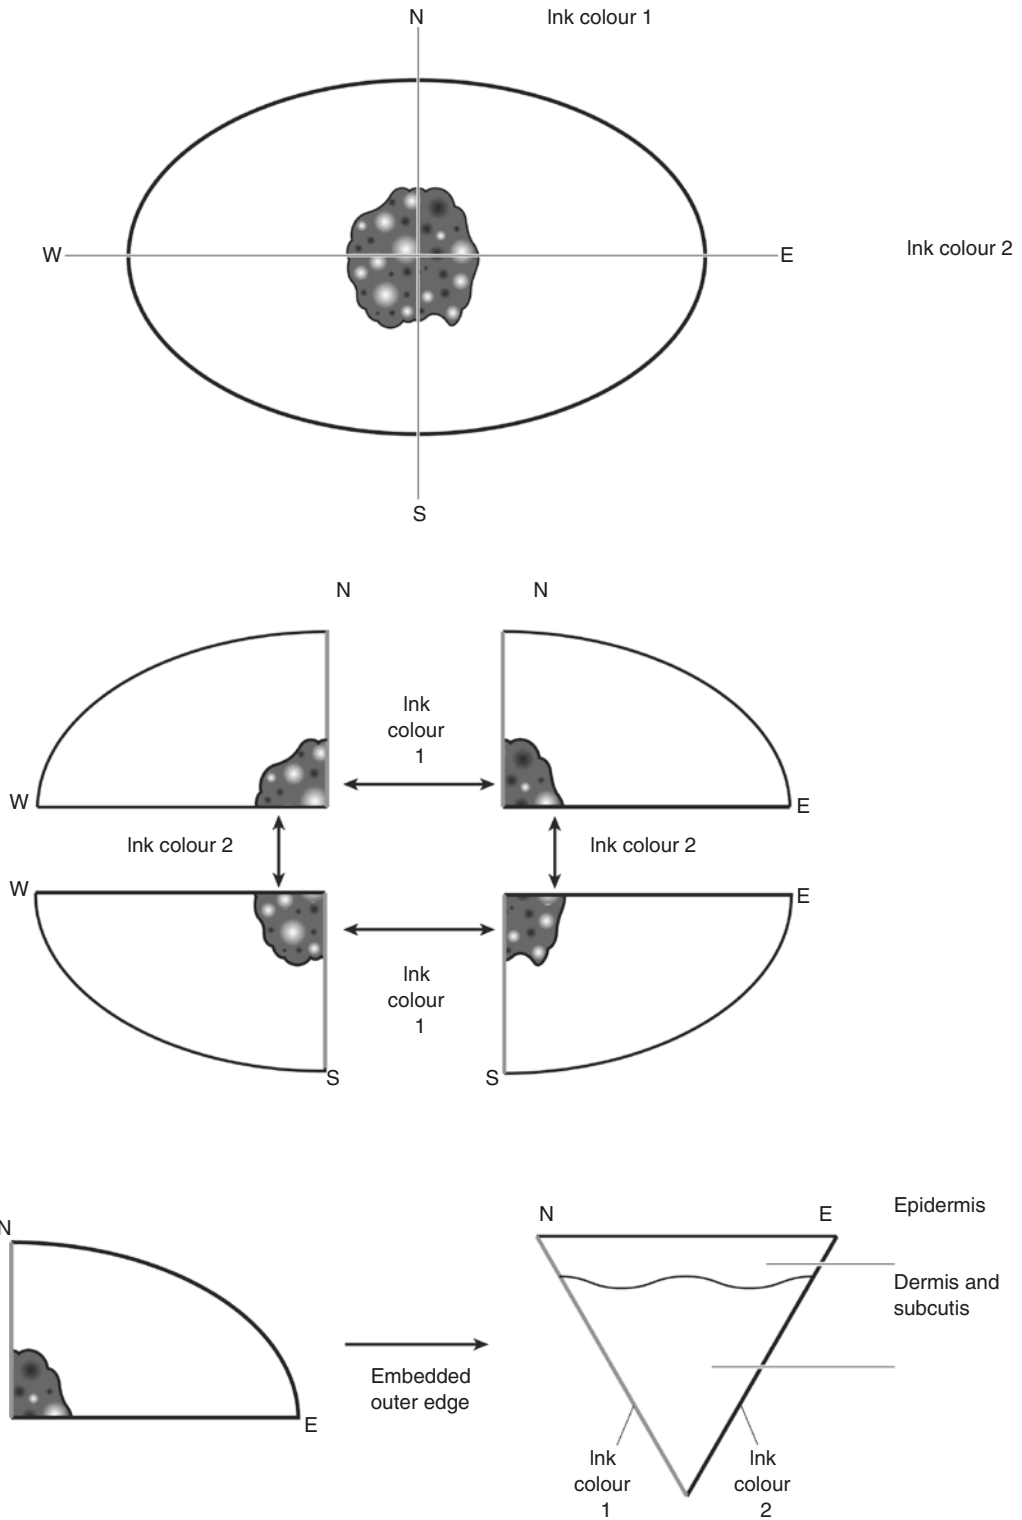 N
Ink colour 1
W
E
Ink colour 2
S
N
N
Ink
colour
1
W
E
Ink colour 2
Ink colour 2
W
E
Ink
colour
1
S
S
N
E
Embedded
outer edge
N
E
Epidermis
Dermis and
subcutis
Ink
colour
1
Ink
colour
2